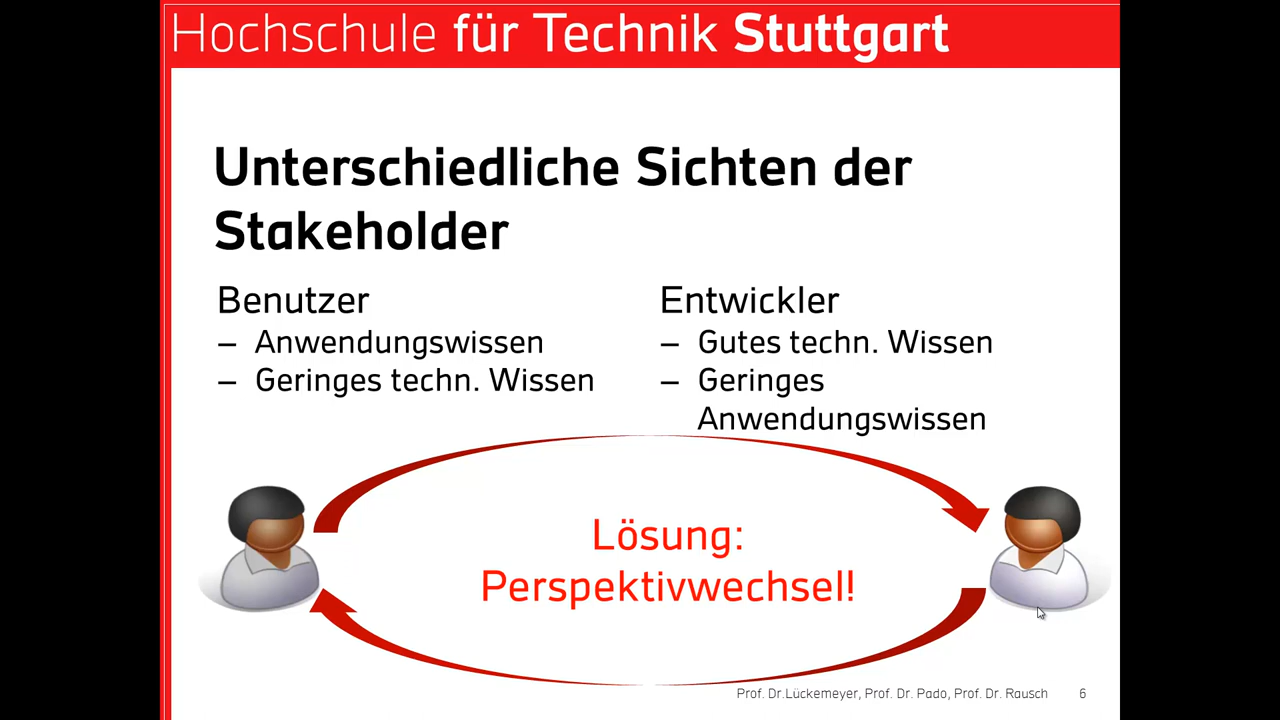 Hochschule für Technik Stuttgart
Unterschiedliche Sichten der
Stakeholder
Benutzer
– Anwendungswissen
– Geringes techn. Wissen
Entwickler
– Gutes techn. Wissen
– Geringes
Anwendungswissen
Lösung:
Perspektivwechsel!
Prof. Dr.Lückemeyer, Prof. Dr. Pado, Prof. Dr. Rausch 6